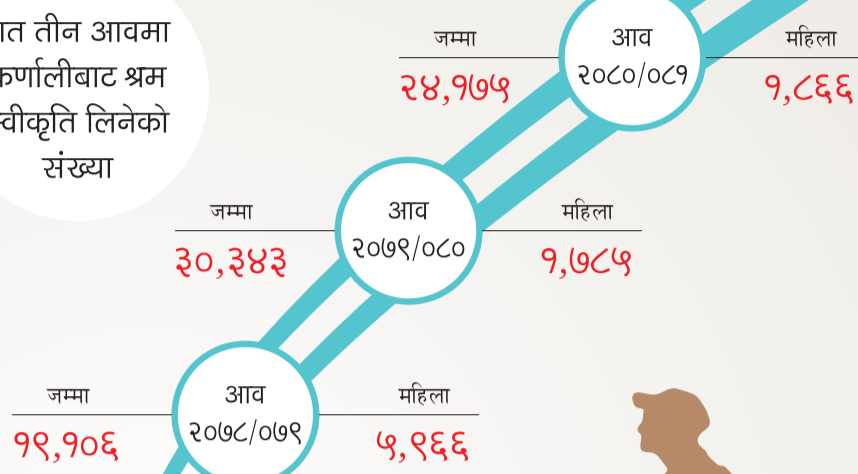 गत तीन आवमा
कर्णालीबाट श्रम
स्वीकृति लिनेको
संख्या
जम्मा
२४,१७५
आव
२०८०/०८१
महिला
१,८६६
जम्मा
३०,३४३
आव
२०७९/०८०
महिला
१,७८५
जम्मा
१९,१०६
आव
२०७८/०७९
महिला
५,९६६